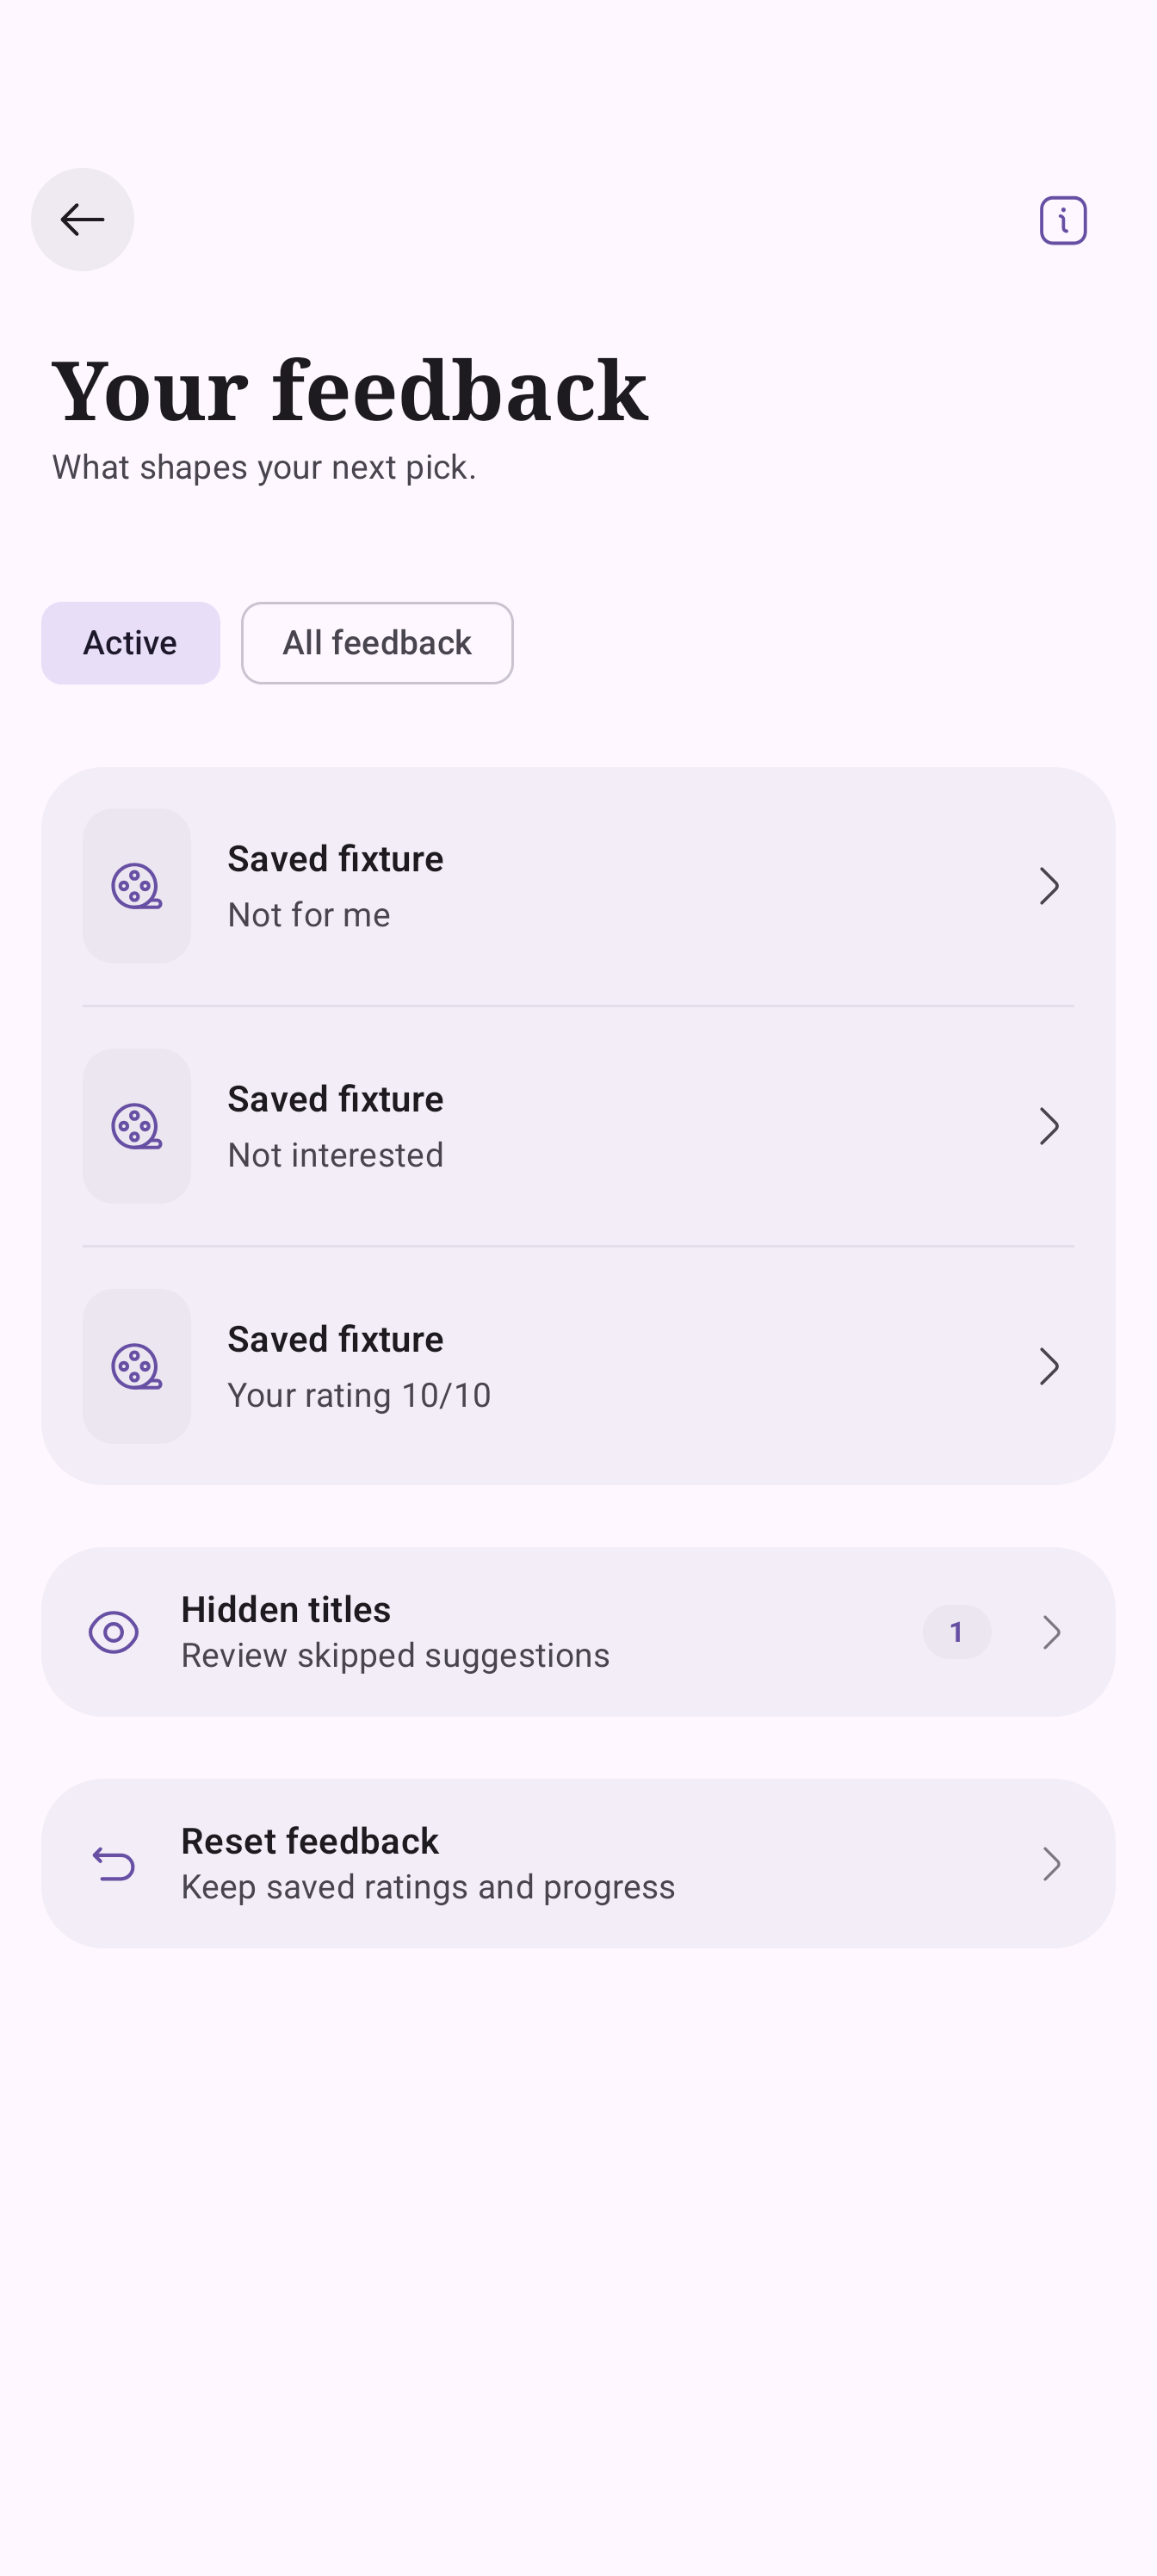 Your feedback
What shapes your next pick.
Active
All feedback
Saved fixture
Not for me
Saved fixture
Not interested
Saved fixture
Your rating 10/10
Hidden titles
Review skipped suggestions
1
Reset feedback
Keep saved ratings and progress